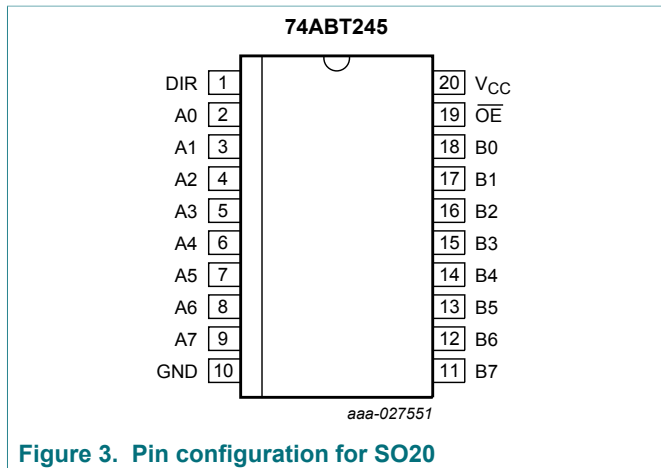 74ABT245
DIR 1 20 VCC
A0 2 19 O̅E̅
A1 3 18 B0
A2 4 17 B1
A3 5 16 B2
A4 6 15 B3
A5 7 14 B4
A6 8 13 B5
A7 9 12 B6
GND 10 11 B7
aaa-027551
Figure 3. Pin configuration for SO20